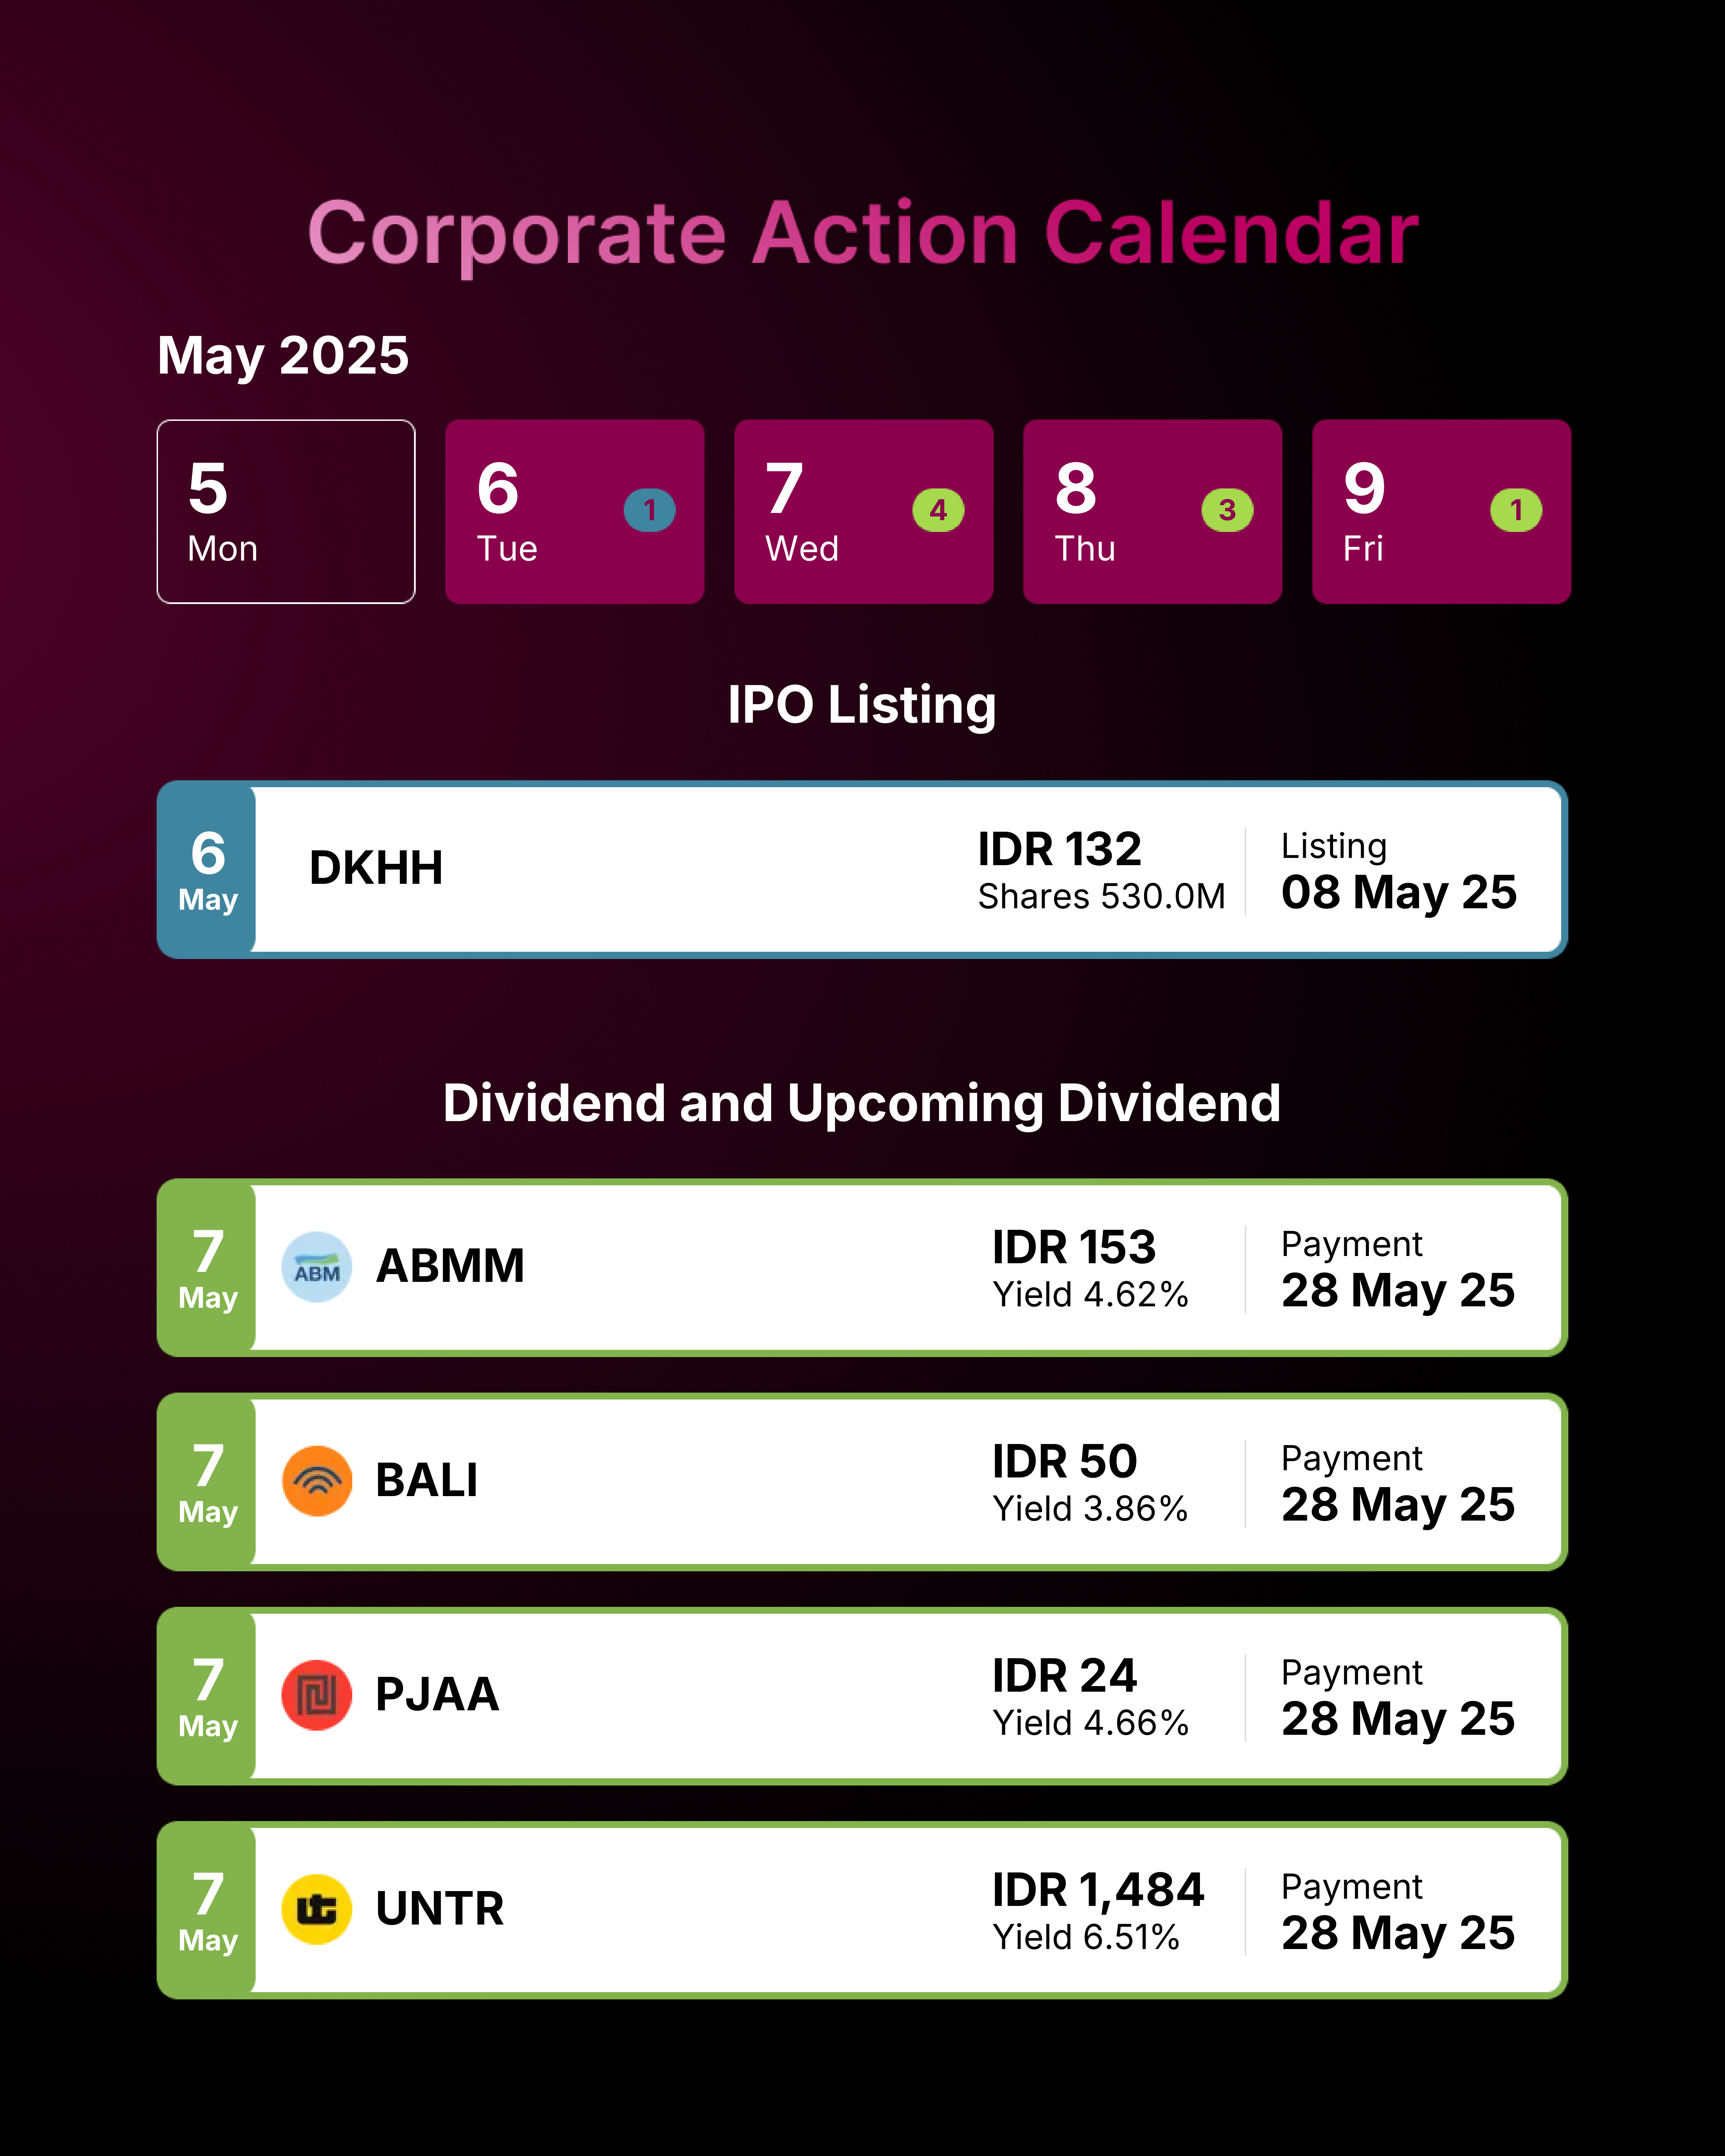 Corporate Action Calendar
May 2025
5
Mon
6
Tue
1
7
Wed
4
8
Thu
3
9
Fri
1
IPO Listing
6
May
DKHH
IDR 132
Shares 530.0M
Listing
08 May 25
Dividend and Upcoming Dividend
7
May
ABM
ABMM
IDR 153
Yield 4.62%
Payment
28 May 25
7
May
BALI
IDR 50
Yield 3.86%
Payment
28 May 25
7
May
PJAA
IDR 24
Yield 4.66%
Payment
28 May 25
7
May
ut
UNTR
IDR 1,484
Yield 6.51%
Payment
28 May 25